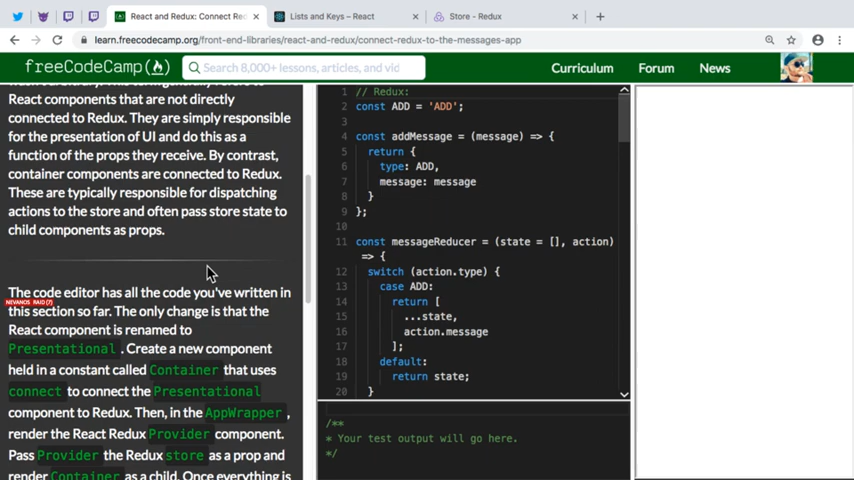 React and Redux: Connect Red
Lists and Keys – React
Store - Redux
learn.freecodecamp.org/front-end-libraries/react-and-redux/connect-redux-to-the-messages-app
freeCodeCamp
Search 8,000+ lessons, articles, and vid
Curriculum
Forum
News
React components that are not directly
connected to Redux. They are simply responsible
for the presentation of UI and do this as a
function of the props they receive. By contrast,
container components are connected to Redux.
These are typically responsible for dispatching
actions to the store and often pass store state to
child components as props.
The code editor has all the code you've written in
NEVANOS RAID (7)
this section so far. The only change is that the
React component is renamed to
Presentational . Create a new component
held in a constant called Container that uses
connect to connect the Presentational
component to Redux. Then, in the AppWrapper ,
render the React Redux Provider component.
Pass Provider the Redux store as a prop and
render Container as a child. Once everything is
1 // Redux:
2 const ADD = 'ADD';
3
4 const addMessage = (message) => {
5 return {
6 type: ADD,
7 message: message
8 }
9 };
10
11 const messageReducer = (state = [], action)
=> {
12 switch (action.type) {
13 case ADD:
14 return [
15 ...state,
16 action.message
17 ];
18 default:
19 return state;
20 }
/**
* Your test output will go here.
*/